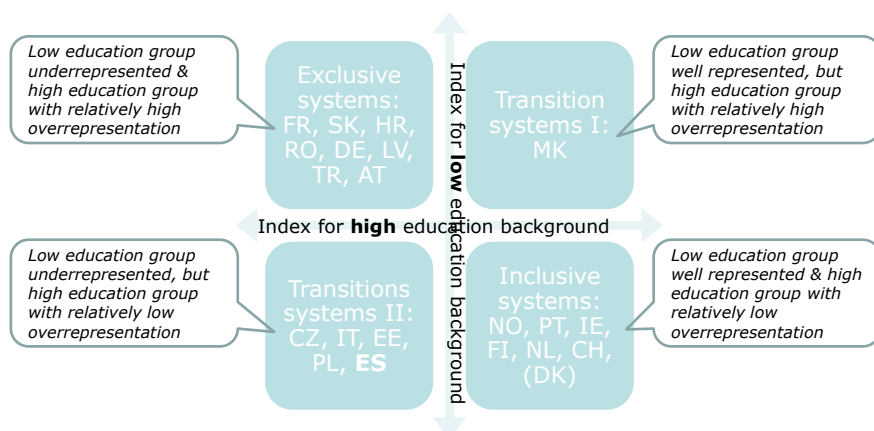 Low education group
underrepresented &
high education group
with relatively high
overrepresentation
Exclusive
systems:
FR, SK, HR,
RO, DE, LV,
TR, AT
Index for low education background
Transition
systems I:
MK
Low education group
well represented, but
high education group
with relatively high
overrepresentation
Index for high education background
Low education group
underrepresented, but
high education group
with relatively low
overrepresentation
Transitions
systems II:
CZ, IT, EE,
PL, ES
Inclusive
systems:
NO, PT, IE,
FI, NL, CH,
(DK)
Low education group
well represented & high
education group with
relatively low
overrepresentation